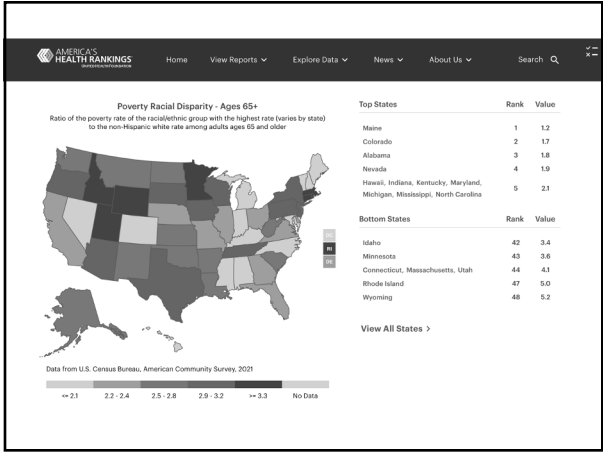 AMERICA'S
HEALTH RANKINGS
UNITED HEALTH FOUNDATION
Home View Reports Explore Data News About Us Search
Poverty Racial Disparity - Ages 65+
Ratio of the poverty rate of the racial/ethnic group with the highest rate (varies by state)
to the non-Hispanic white rate among adults ages 65 and older
DC
RI
DE
Data from U.S. Census Bureau, American Community Survey, 2021
<= 2.1 2.2 - 2.4 2.5 - 2.8 2.9 - 3.2 >= 3.3 No Data
Top States Rank Value
Maine 1 1.2
Colorado 2 1.7
Alabama 3 1.8
Nevada 4 1.9
Hawaii, Indiana, Kentucky, Maryland,
Michigan, Mississippi, North Carolina 5 2.1
Bottom States Rank Value
Idaho 42 3.4
Minnesota 43 3.6
Connecticut, Massachusetts, Utah 44 4.1
Rhode Island 47 5.0
Wyoming 48 5.2
View All States >